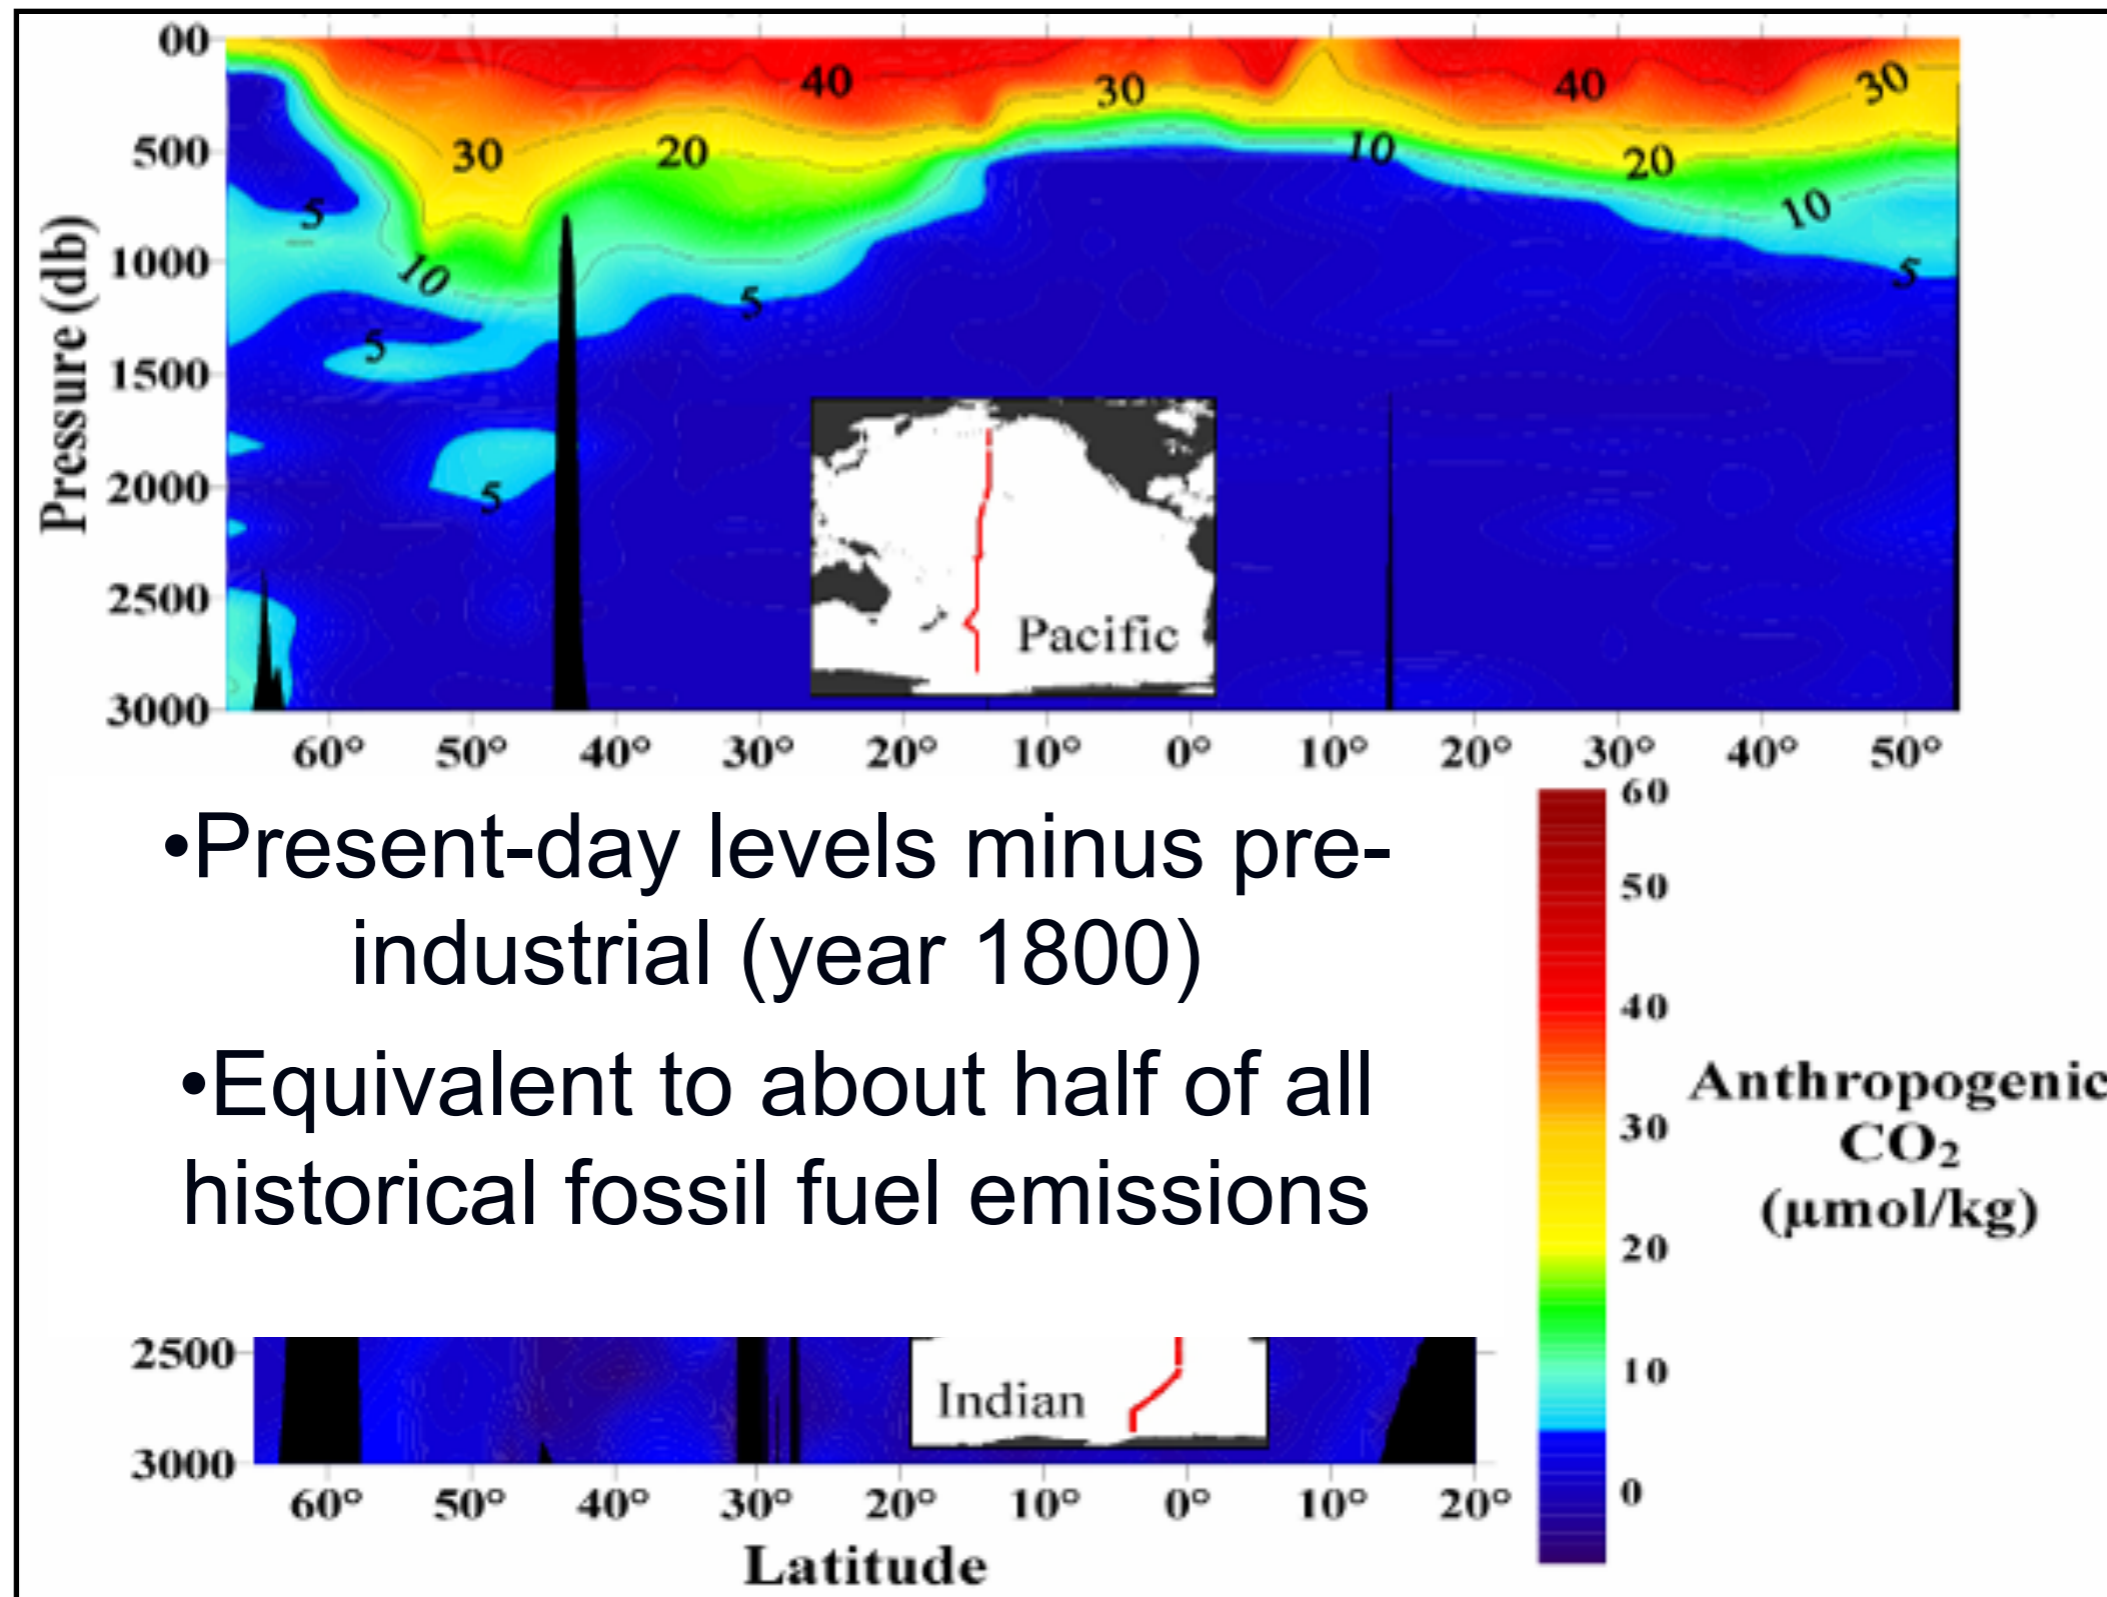 00
40
30
40
30
500
30
20
10
20
5
10
1000
10
5
5
1500
5
2000
5
2500
Pacific
3000
Pressure (db)
60° 50° 40° 30° 20° 10° 0° 10° 20° 30° 40° 50°
•Present-day levels minus pre-
industrial (year 1800)
•Equivalent to about half of all
historical fossil fuel emissions
60
50
40
30
20
10
0
Anthropogenic
CO₂
(μmol/kg)
2500
Indian
3000
60° 50° 40° 30° 20° 10° 0° 10° 20°
Latitude